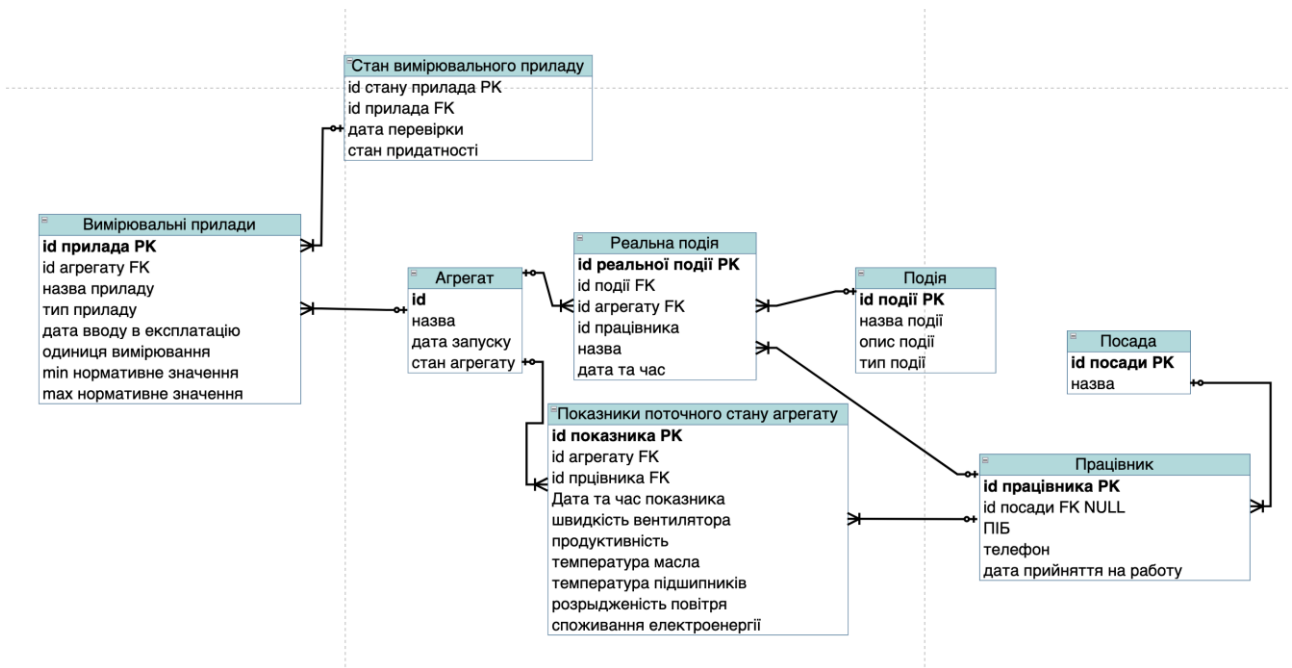 Стан вимірювального приладу
id стану прилада PK
id прилада FK
дата перевірки
стан придатності
Вимірювальні прилади
id прилада PK
id агрегату FK
назва приладу
тип приладу
дата вводу в експлатацію
одиниця вимірювання
min нормативне значення
max нормативне значення
Агрегат
id
назва
дата запуску
стан агрегату
Реальна подія
id реальної події PK
id події FK
id агрегату FK
id працівника
назва
дата та час
Подія
id події PK
назва події
опис події
тип події
Посада
id посади PK
назва
Показники поточного стану агрегату
id показника PK
id агрегату FK
id прцівника FK
Дата та час показника
швидкість вентилятора
продуктивність
температура масла
температура підшипників
розрыдженість повітря
споживання електроенергії
Працівник
id працівника PK
id посади FK NULL
ПІБ
телефон
дата прийняття на работу